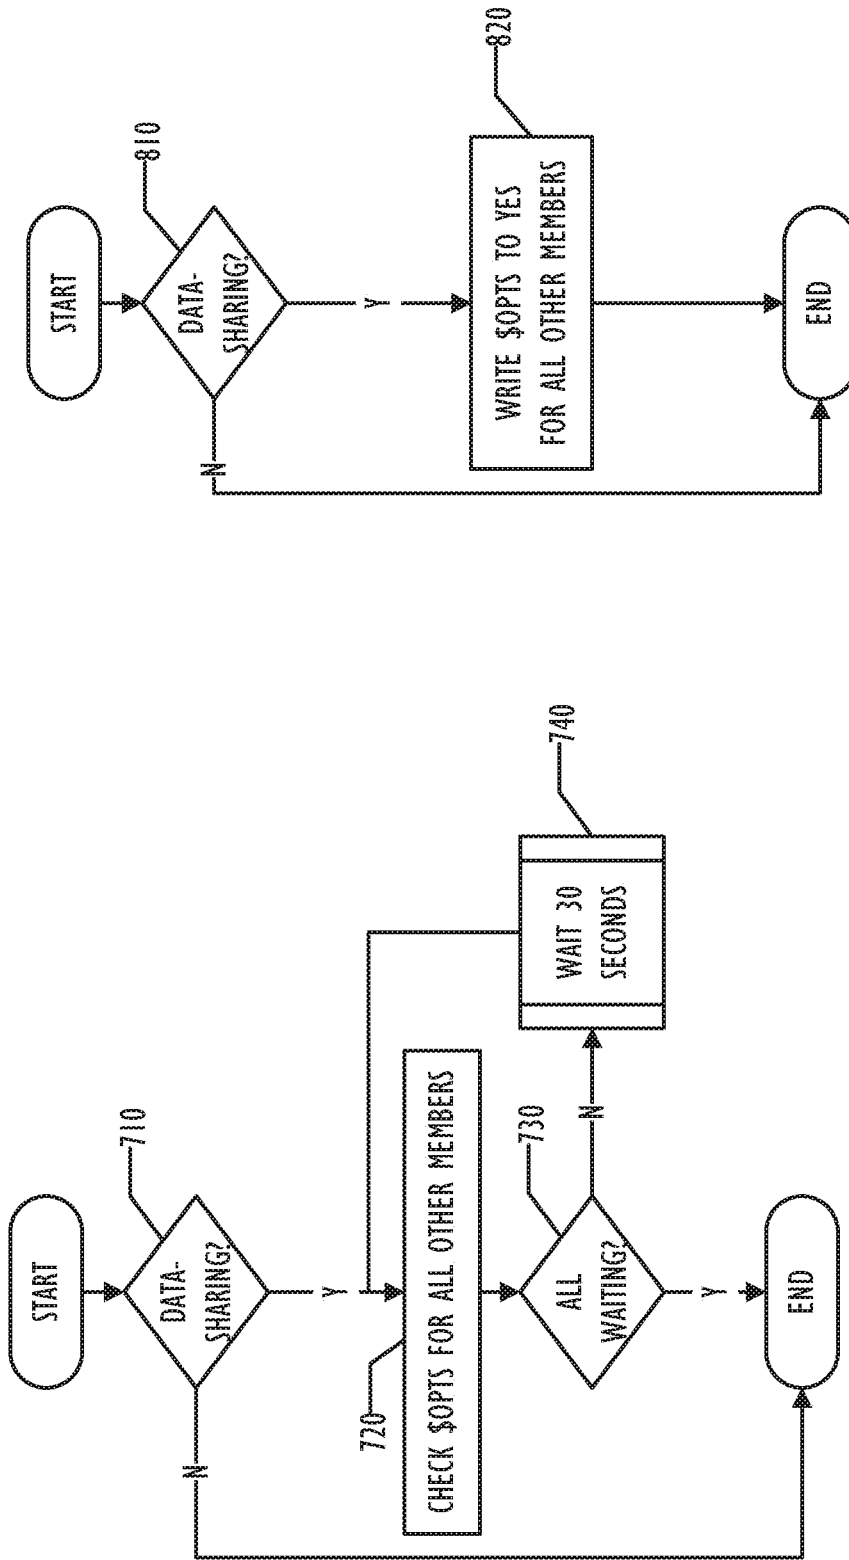 START
710
DATA-
SHARING?
N
Y
720
CHECK $OPTS FOR ALL OTHER MEMBERS
730
ALL
WAITING?
N
740
WAIT 30
SECONDS
Y
END
START
810
DATA-
SHARING?
N
Y
820
WRITE $OPTS TO YES
FOR ALL OTHER MEMBERS
END